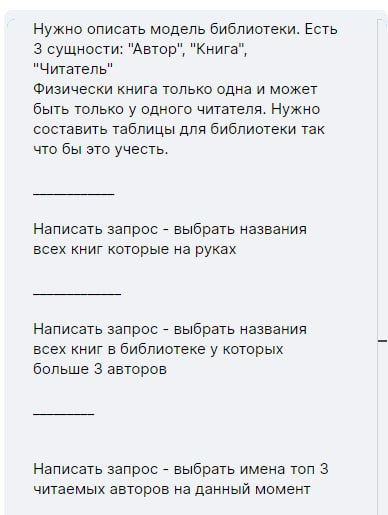 Нужно описать модель библиотеки. Есть
3 сущности: "Автор", "Книга",
"Читатель"
Физически книга только одна и может
быть только у одного читателя. Нужно
составить таблицы для библиотеки так
что бы это учесть.
____________
Написать запрос - выбрать названия
всех книг которые на руках
_____________
Написать запрос - выбрать названия
всех книг в библиотеке у которых
больше 3 авторов
_________
Написать запрос - выбрать имена топ 3
читаемых авторов на данный момент